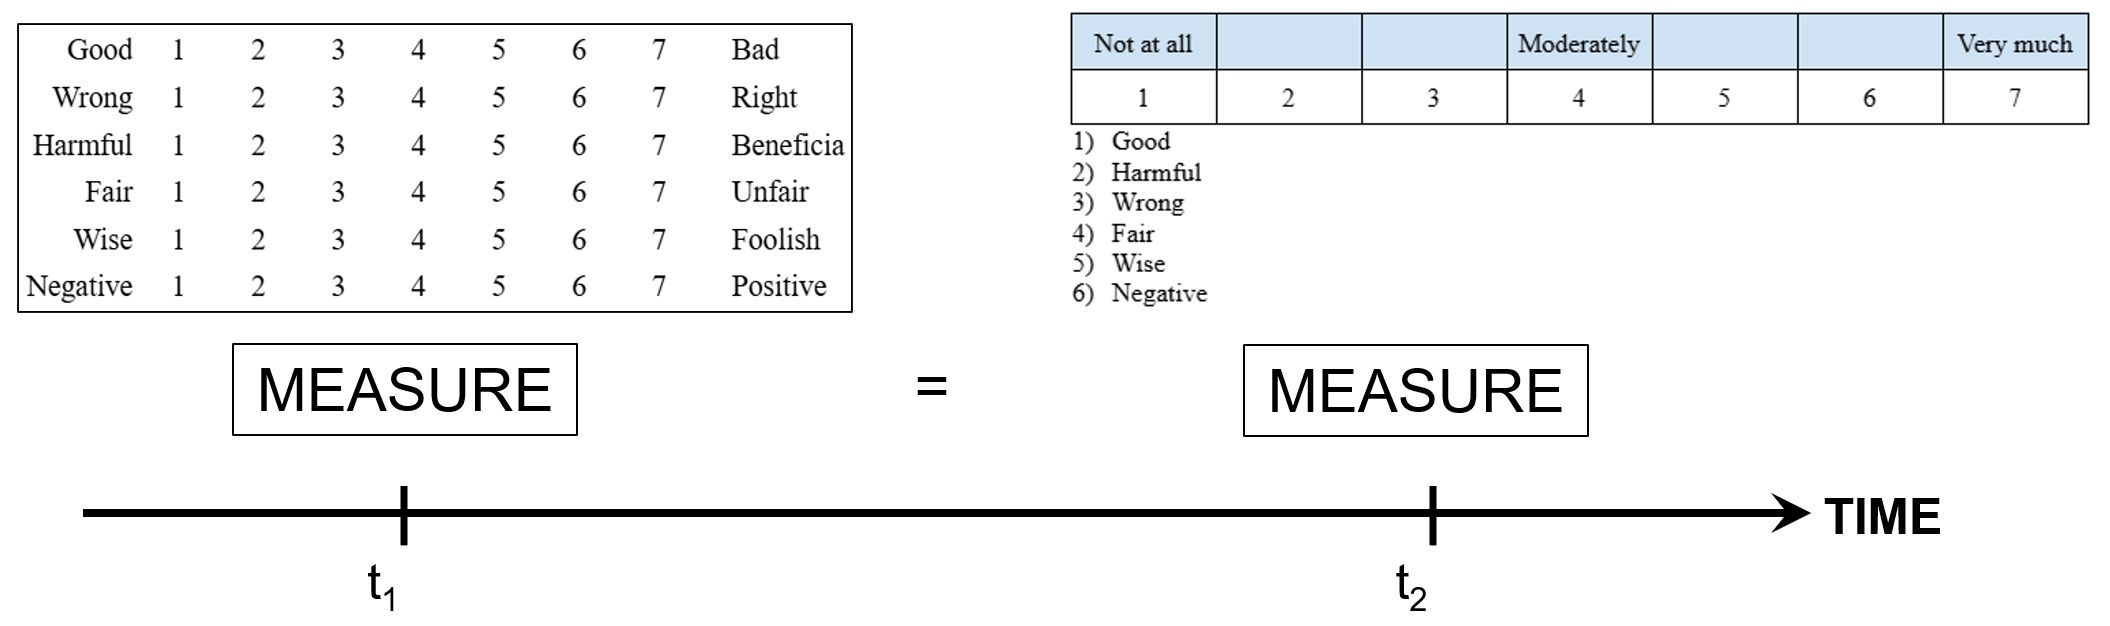 Good 1 2 3 4 5 6 7 Bad
Wrong 1 2 3 4 5 6 7 Right
Harmful 1 2 3 4 5 6 7 Beneficia
Fair 1 2 3 4 5 6 7 Unfair
Wise 1 2 3 4 5 6 7 Foolish
Negative 1 2 3 4 5 6 7 Positive
Not at all Moderately Very much
1 2 3 4 5 6 7
1) Good
2) Harmful
3) Wrong
4) Fair
5) Wise
6) Negative
MEASURE = MEASURE
TIME
t1 t2